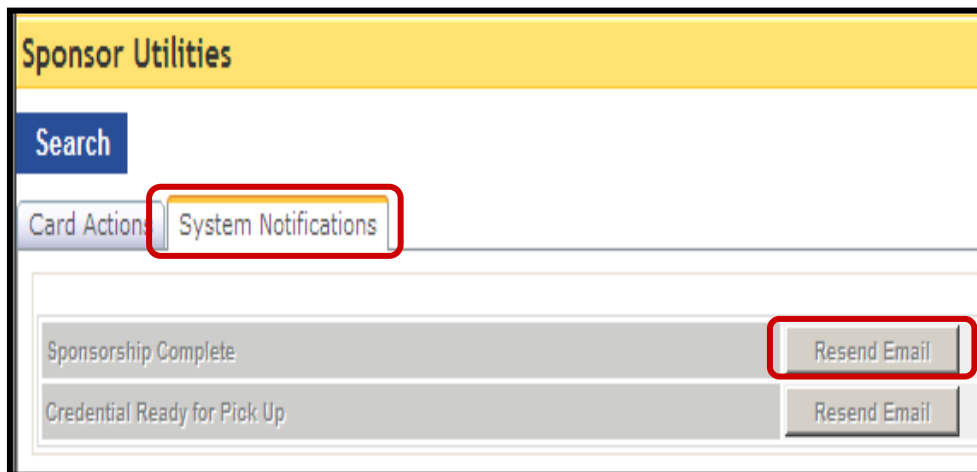 Sponsor Utilities
Search
Card Actions System Notifications
Sponsorship Complete Resend Email
Credential Ready for Pick Up Resend Email